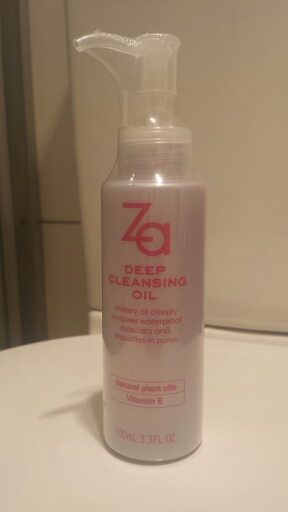 Za
DEEP
CLEANSING
OIL
Watery oil deeply
removes waterproof
mascara and
impurities in pores
Natural plant oils
Vitamin E
100mL 3.3FL.OZ.